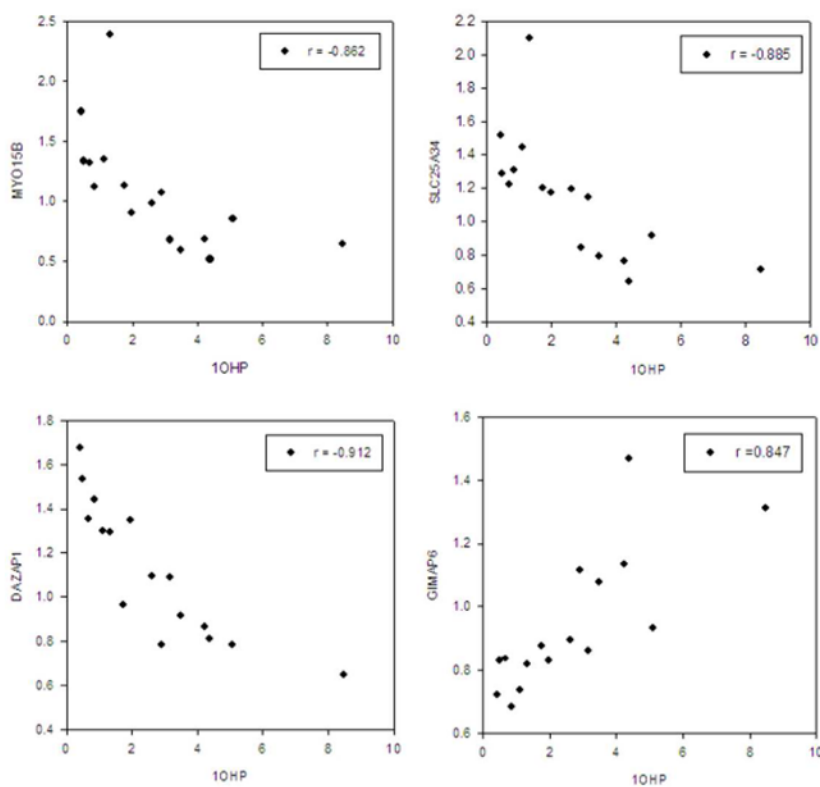 r = -0.862
2.5
2.0
1.5
1.0
0.5
0.0
MYO15B
0 2 4 6 8 10
1OHP
r = -0.885
2.2
2.0
1.8
1.6
1.4
1.2
1.0
0.8
0.6
0.4
SLC25A34
0 2 4 6 8 10
1OHP
r = -0.912
1.8
1.6
1.4
1.2
1.0
0.8
0.6
0.4
DAZAP1
0 2 4 6 8 10
1OHP
r =0.847
1.6
1.4
1.2
1.0
0.8
0.6
GIMAP6
0 2 4 6 8 10
1OHP